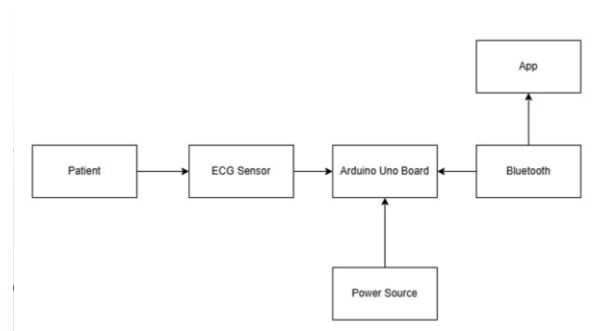 App
Patient
ECG Sensor
Arduino Uno Board
Bluetooth
Power Source